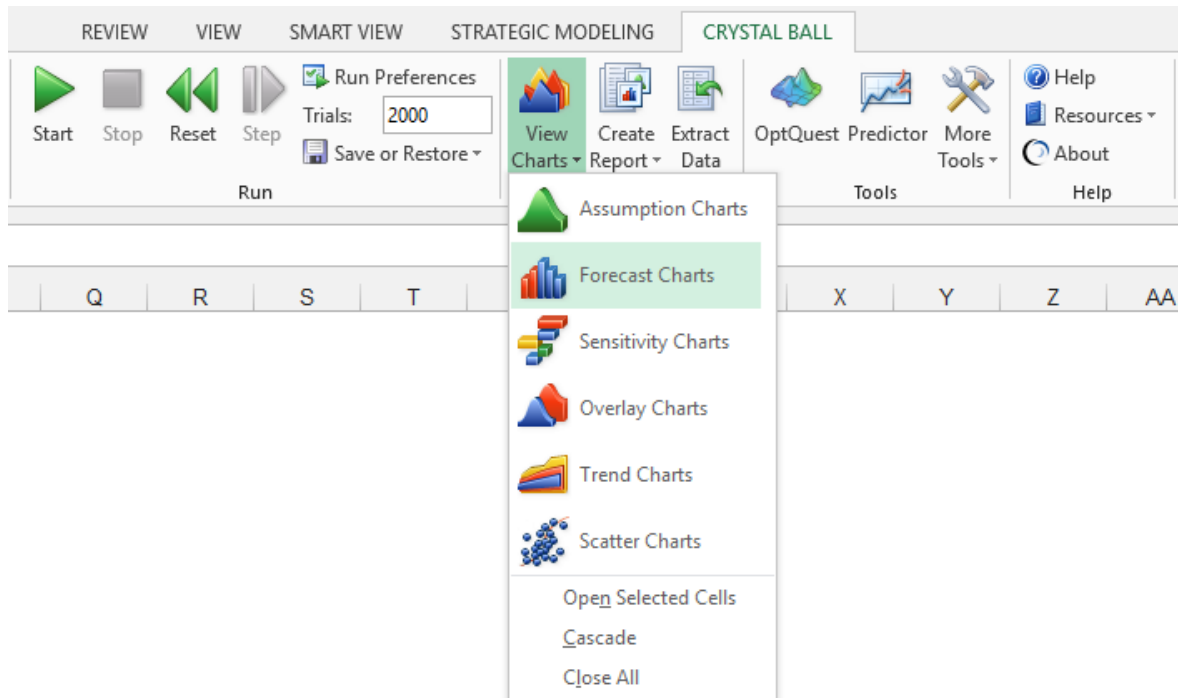 REVIEW VIEW SMART VIEW STRATEGIC MODELING CRYSTAL BALL
Start Stop Reset Step
Run Preferences
Trials: 2000
Save or Restore
Run
View Charts
Create Report
Extract Data
OptQuest Predictor More Tools
Tools
Help
Resources
About
Help
Assumption Charts
Forecast Charts
Sensitivity Charts
Overlay Charts
Trend Charts
Scatter Charts
Open Selected Cells
Cascade
Close All
Q R S T X Y Z AA